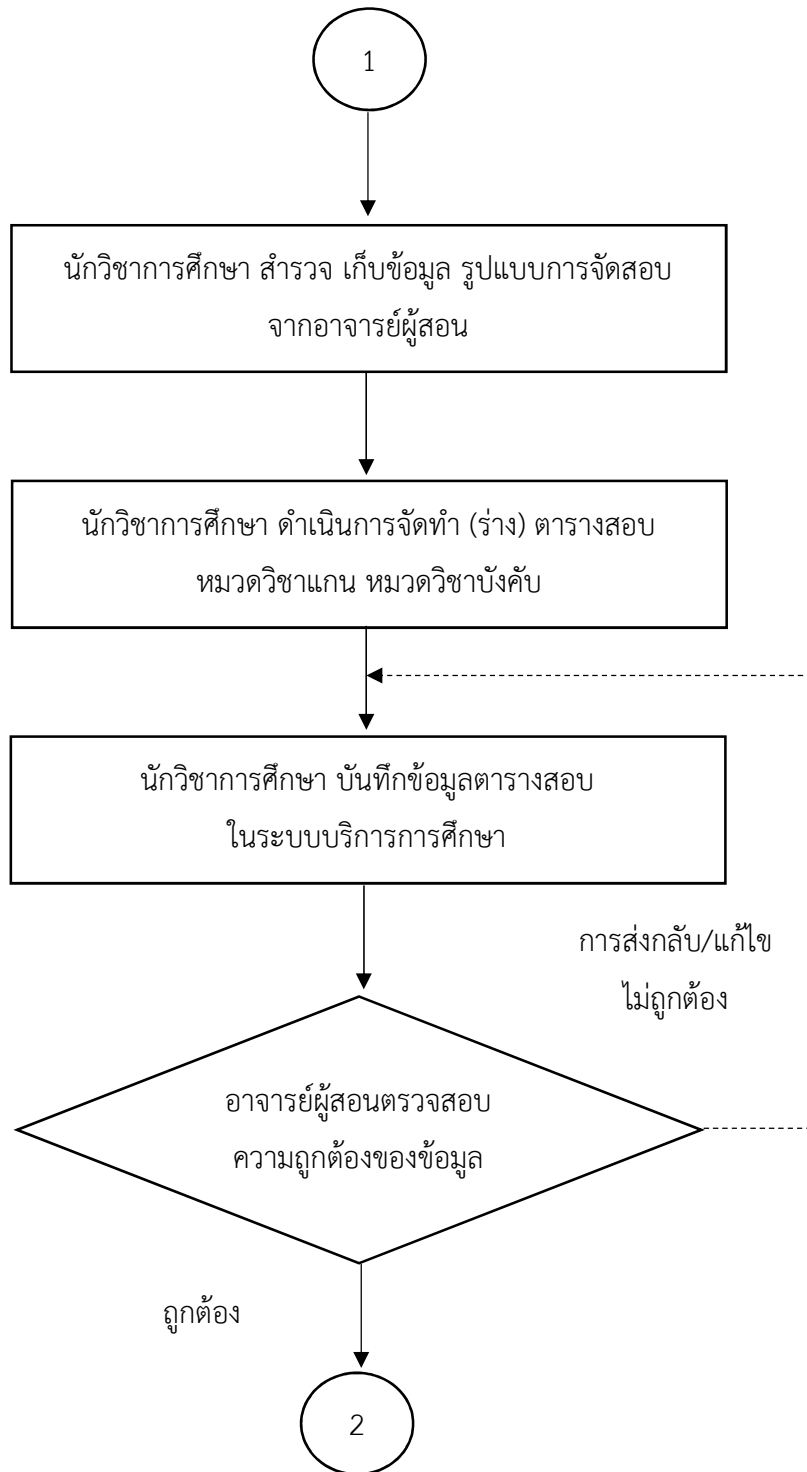 1
นักวิชาการศึกษา สำรวจ เก็บข้อมูล รูปแบบการจัดสอบ
จากอาจารย์ผู้สอน
นักวิชาการศึกษา ดำเนินการจัดทำ (ร่าง) ตารางสอบ
หมวดวิชาแกน หมวดวิชาบังคับ
นักวิชาการศึกษา บันทึกข้อมูลตารางสอบ
ในระบบบริการการศึกษา
การส่งกลับ/แก้ไข
ไม่ถูกต้อง
อาจารย์ผู้สอนตรวจสอบ
ความถูกต้องของข้อมูล
ถูกต้อง
2